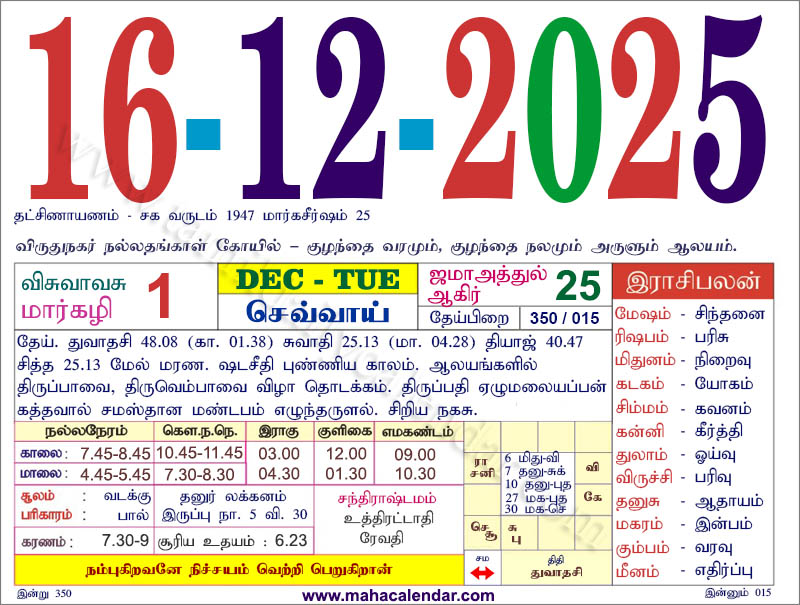 16-12-2025
தட்சிணாயணம் - சக வருடம் 1947 மார்கசீர்ஷம் 25
விருதுநகர் நல்லதங்காள் கோயில் – குழந்தை வரமும், குழந்தை நலமும் அருளும் ஆலயம்.
விசுவாவசு
மார்கழி 1
DEC - TUE
செவ்வாய்
ஜமாஅத்துல்
ஆகிர் 25
தேய்பிறை 350 / 015
தேய். துவாதசி 48.08 (கா. 01.38) சுவாதி 25.13 (மா. 04.28) தியாஜ் 40.47
சித்த 25.13 மேல் மரண. ஷடசீதி புண்ணிய காலம். ஆலயங்களில்
திருப்பாவை, திருவெம்பாவை விழா தொடக்கம். திருப்பதி ஏழுமலையப்பன்
கத்தவால் சமஸ்தான மண்டபம் எழுந்தருளல். சிறிய நகசு.
நல்லநேரம் கௌ.ந.நெ. இராகு குளிகை எமகண்டம்
காலை: 7.45-8.45 10.45-11.45 03.00 12.00 09.00
மாலை: 4.45-5.45 7.30-8.30 04.30 01.30 10.30
சூலம் : வடக்கு
பரிகாரம் : பால்
தனுர் லக்கனம்
இருப்பு நா. 5 வி. 30
கரணம் : 7.30-9 சூரிய உதயம் : 6.23
சந்திராஷ்டமம்
உத்திரட்டாதி
ரேவதி
நம்புகிறவனே நிச்சயம் வெற்றி பெறுகிறான்
ரா
சனி
6 மிது-வி
7 தனு-சுக்
10 தனு-புத
27 மக-புத
30 மக-செ
வி
கே
செ
சூ
சு
பு
சம
திதி
துவாதசி
இராசிபலன்
மேஷம் - சிந்தனை
ரிஷபம் - பரிசு
மிதுனம் - நிறைவு
கடகம் - யோகம்
சிம்மம் - கவனம்
கன்னி - கீர்த்தி
துலாம் - ஓய்வு
விருச்சி - பரிவு
தனுசு - ஆதாயம்
மகரம் - இன்பம்
கும்பம் - வரவு
மீனம் - எதிர்ப்பு
இன்று 350
www.mahacalendar.com
இன்னும் 015